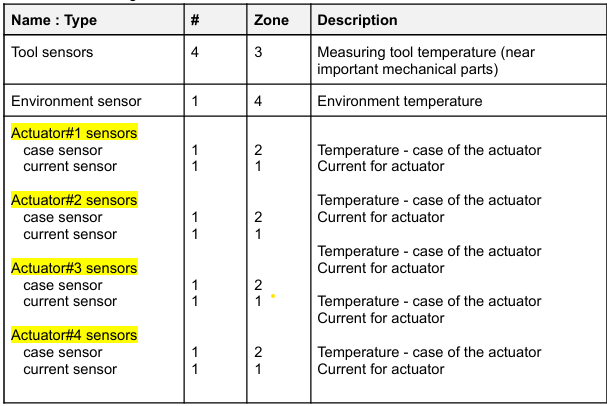 Name : Type # Zone Description
Tool sensors 4 3 Measuring tool temperature (near
important mechanical parts)
Environment sensor 1 4 Environment temperature
Actuator#1 sensors
case sensor 1 2 Temperature - case of the actuator
current sensor 1 1 Current for actuator
Actuator#2 sensors Temperature - case of the actuator
case sensor 1 2 Current for actuator
current sensor 1 1
Temperature - case of the actuator
Actuator#3 sensors Current for actuator
case sensor 1 2
current sensor 1 1 Temperature - case of the actuator
Current for actuator
Actuator#4 sensors
case sensor 1 2 Temperature - case of the actuator
current sensor 1 1 Current for actuator